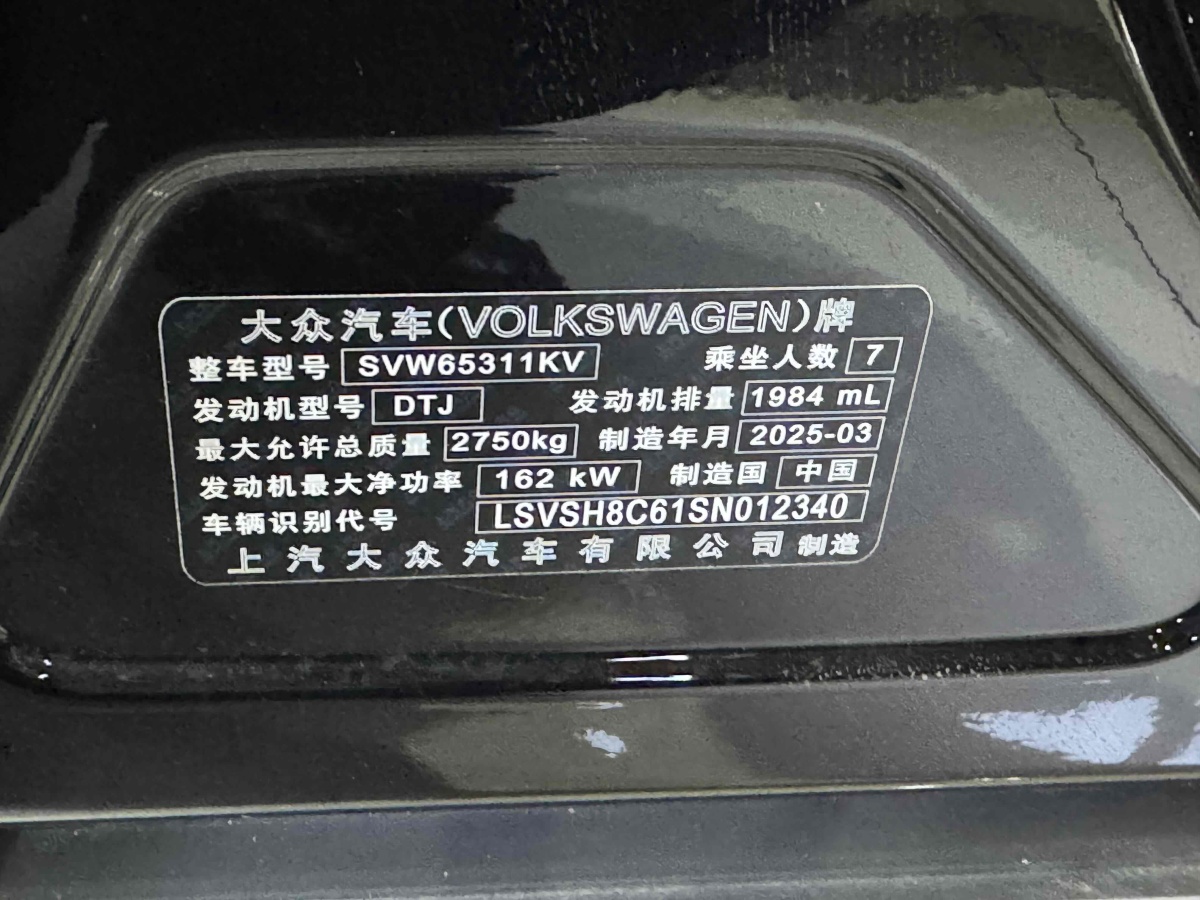 大众汽车(VOLKSWAGEN)牌
整车型号 SVW65311KV 乘坐人数 7
发动机型号 DTJ 发动机排量 1984 mL
最大允许总质量 2750kg 制造年月 2025-03
发动机最大净功率 162 kW 制造国 中国
车辆识别代号 LSVSH8C61SN012340
上汽大众汽车有限公司制造